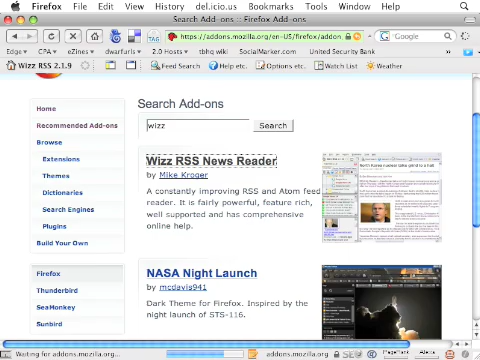 Firefox File Edit View History del.icio.us Bookmarks Tools Window Help
Search Add-ons :: Firefox Add-ons
https://addons.mozilla.org/en-US/firefox/addon
Google
Edge CPA eZines dwarfurls 2.0 Hosts tbhg wiki SocialMarker.com United Security Bank
Wizz RSS 2.1.9 Feed Search Help etc. Options etc. Watch List Weather
Home
Recommended Add-ons
Browse
Extensions
Themes
Dictionaries
Search Engines
Plugins
Build Your Own
Firefox
Thunderbird
SeaMonkey
Sunbird
Search Add-ons
wizz Search
Wizz RSS News Reader
by Mike Kroger
A constantly improving RSS and Atom feed
reader. It is fairly powerful, feature rich,
well supported and has comprehensive
online help.
NASA Night Launch
by mcdavis941
Dark Theme for Firefox. Inspired by the
night launch of STS-116.
Waiting for addons.mozilla.org... addons.mozilla.org PageRank Alexa